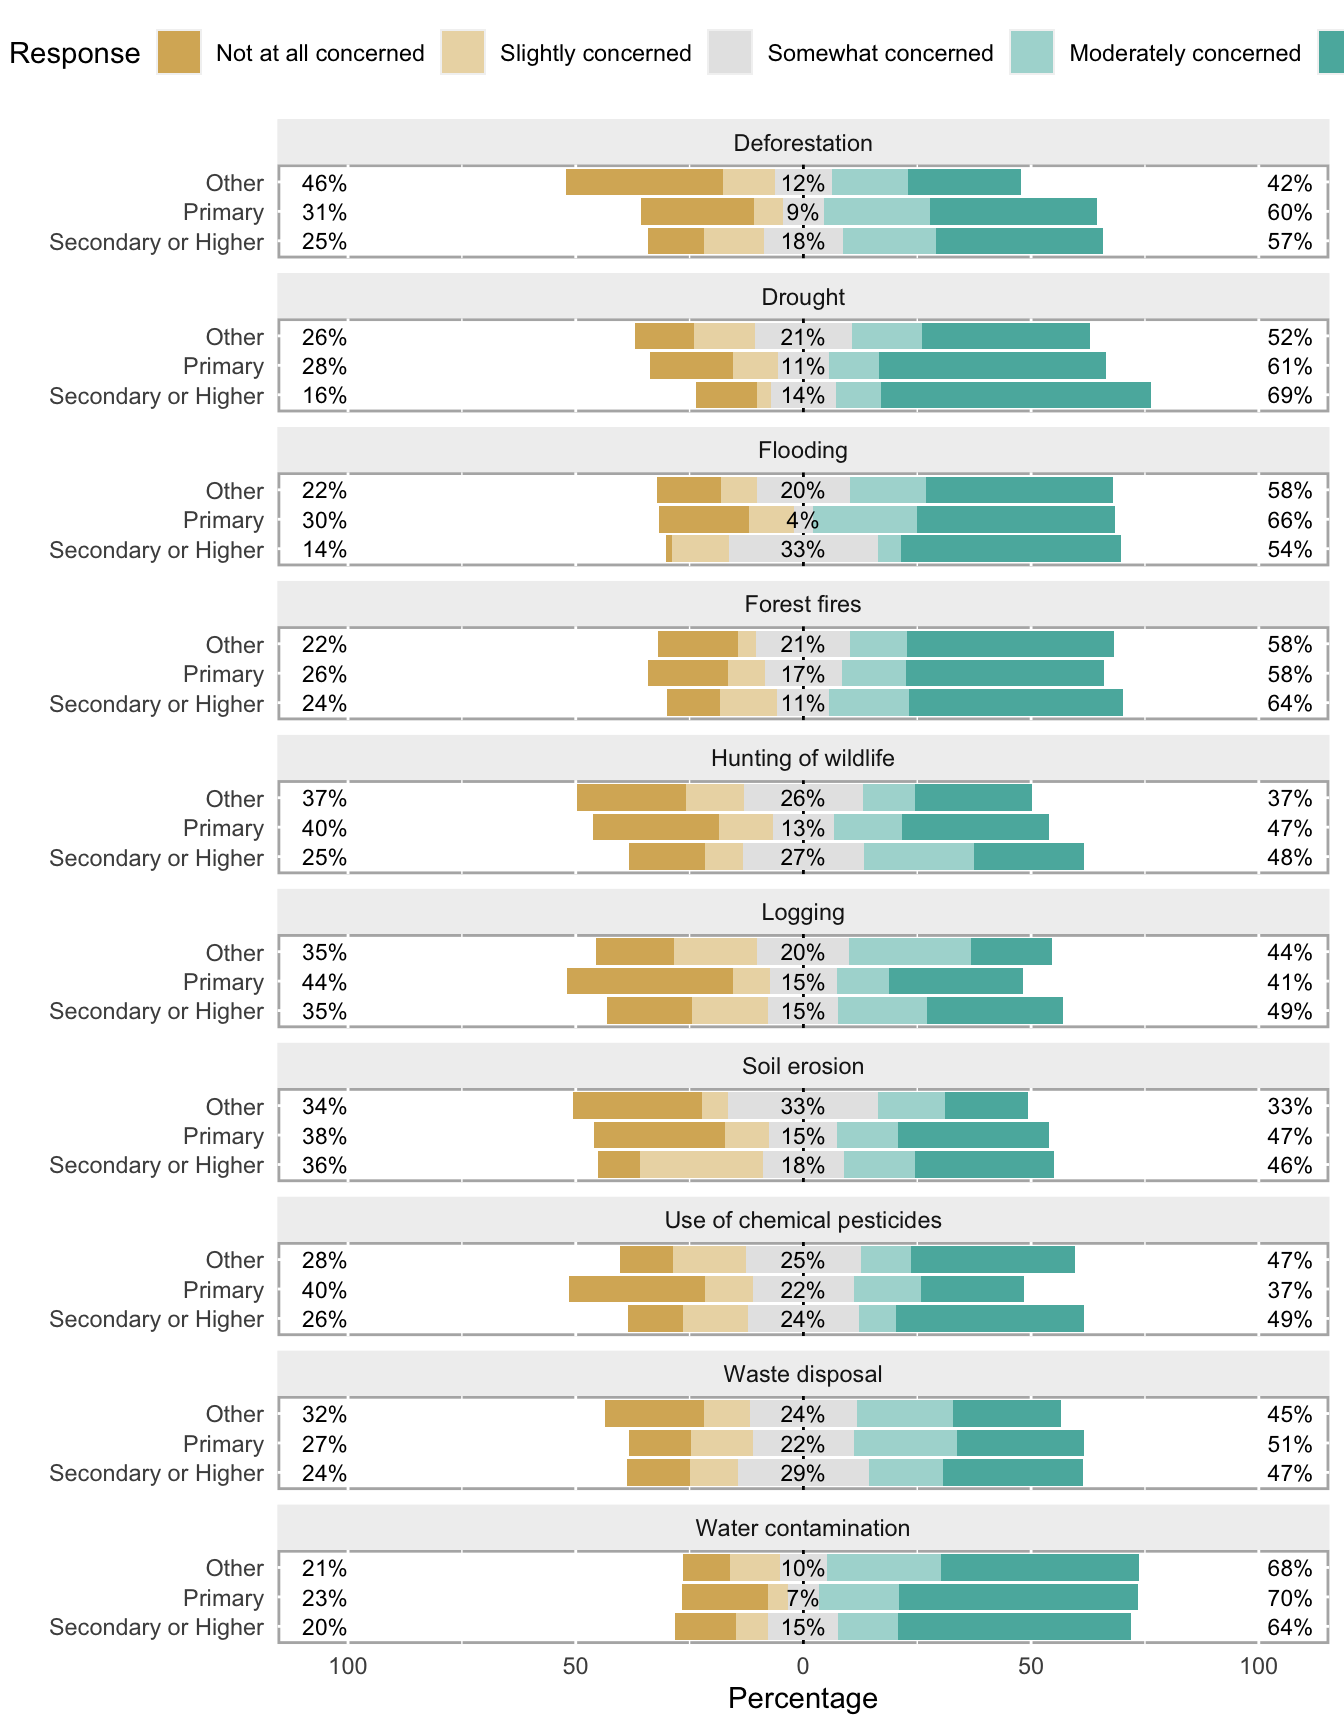 Response Not at all concerned Slightly concerned Somewhat concerned Moderately concerned
Deforestation
Other 46% 12% 42%
Primary 31% 9% 60%
Secondary or Higher 25% 18% 57%
Drought
Other 26% 21% 52%
Primary 28% 11% 61%
Secondary or Higher 16% 14% 69%
Flooding
Other 22% 20% 58%
Primary 30% 4% 66%
Secondary or Higher 14% 33% 54%
Forest fires
Other 22% 21% 58%
Primary 26% 17% 58%
Secondary or Higher 24% 11% 64%
Hunting of wildlife
Other 37% 26% 37%
Primary 40% 13% 47%
Secondary or Higher 25% 27% 48%
Logging
Other 35% 20% 44%
Primary 44% 15% 41%
Secondary or Higher 35% 15% 49%
Soil erosion
Other 34% 33% 33%
Primary 38% 15% 47%
Secondary or Higher 36% 18% 46%
Use of chemical pesticides
Other 28% 25% 47%
Primary 40% 22% 37%
Secondary or Higher 26% 24% 49%
Waste disposal
Other 32% 24% 45%
Primary 27% 22% 51%
Secondary or Higher 24% 29% 47%
Water contamination
Other 21% 10% 68%
Primary 23% 7% 70%
Secondary or Higher 20% 15% 64%
100 50 0 50 100
Percentage